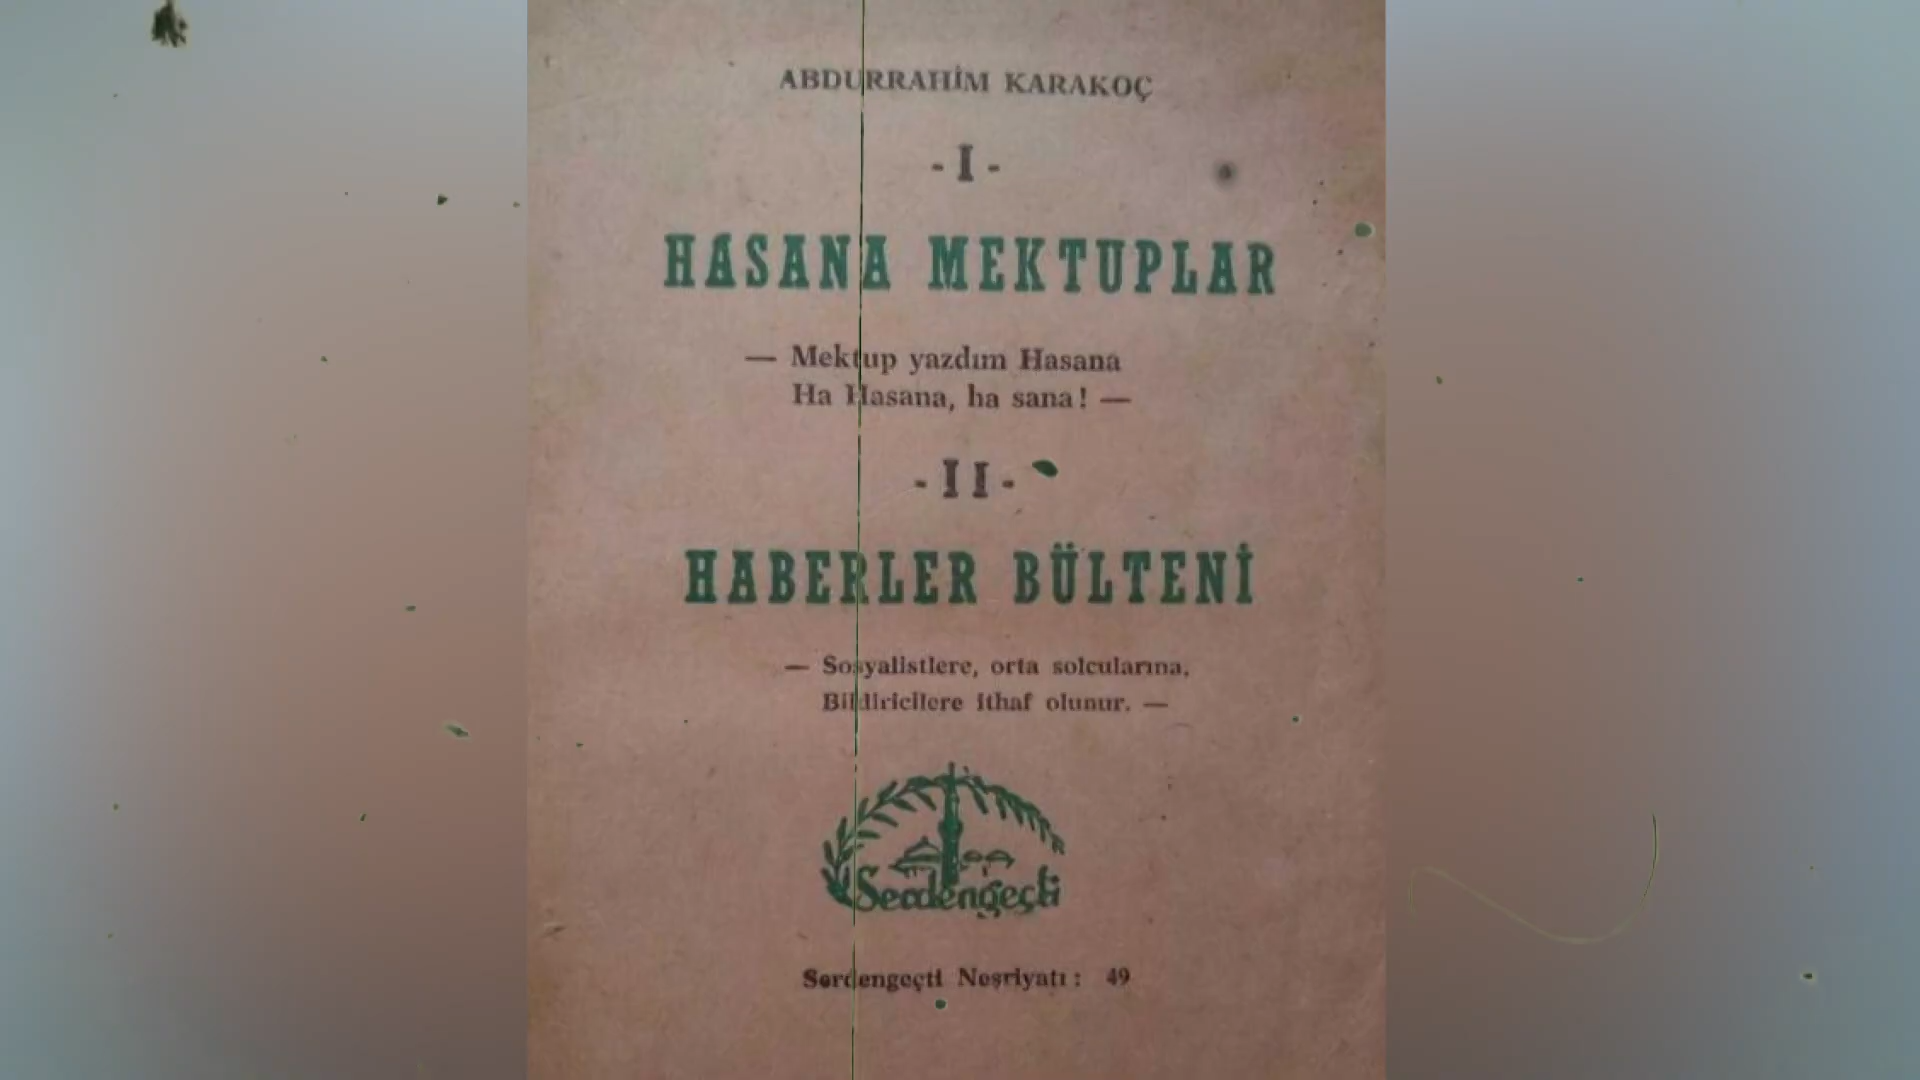 ABDURRAHİM KARAKOÇ
- I -
HASANA MEKTUPLAR
— Mektup yazdım Hasana
Ha Hasana, ha sana! —
- II -
HABERLER BÜLTENİ
— Sosyalistlere, orta solcularına,
Bildiricilere ithaf olunur. —
Serdengeçti
Serdengeçti Neşriyatı: 49